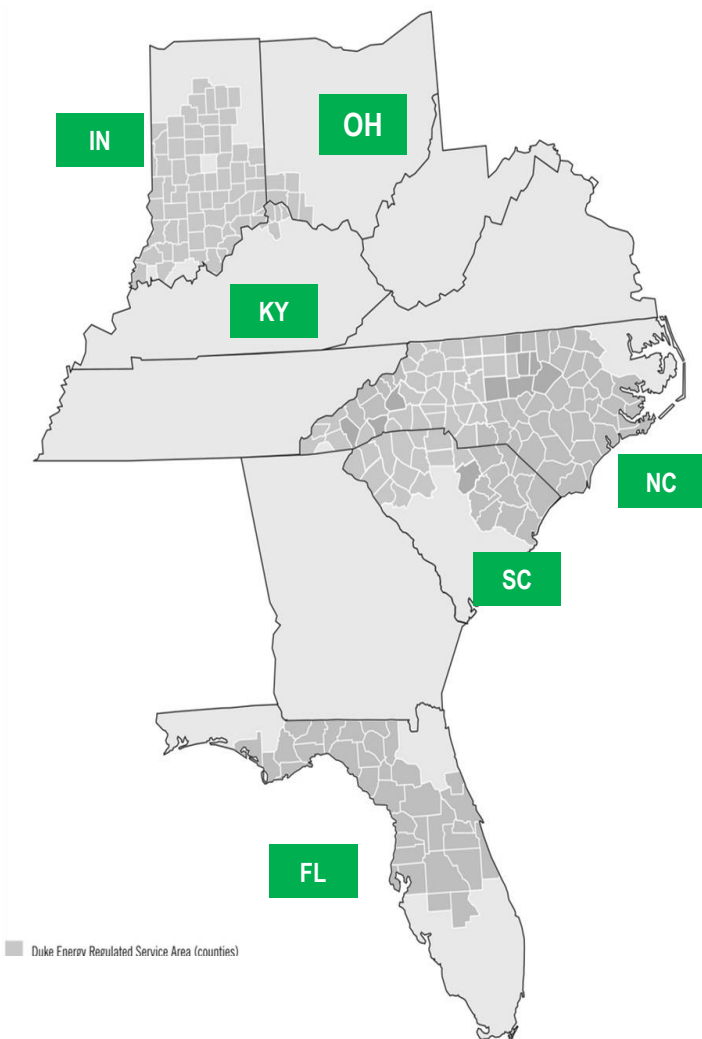 OH
IN
KY
NC
SC
FL
Duke Energy Regulated Service Area (counties)